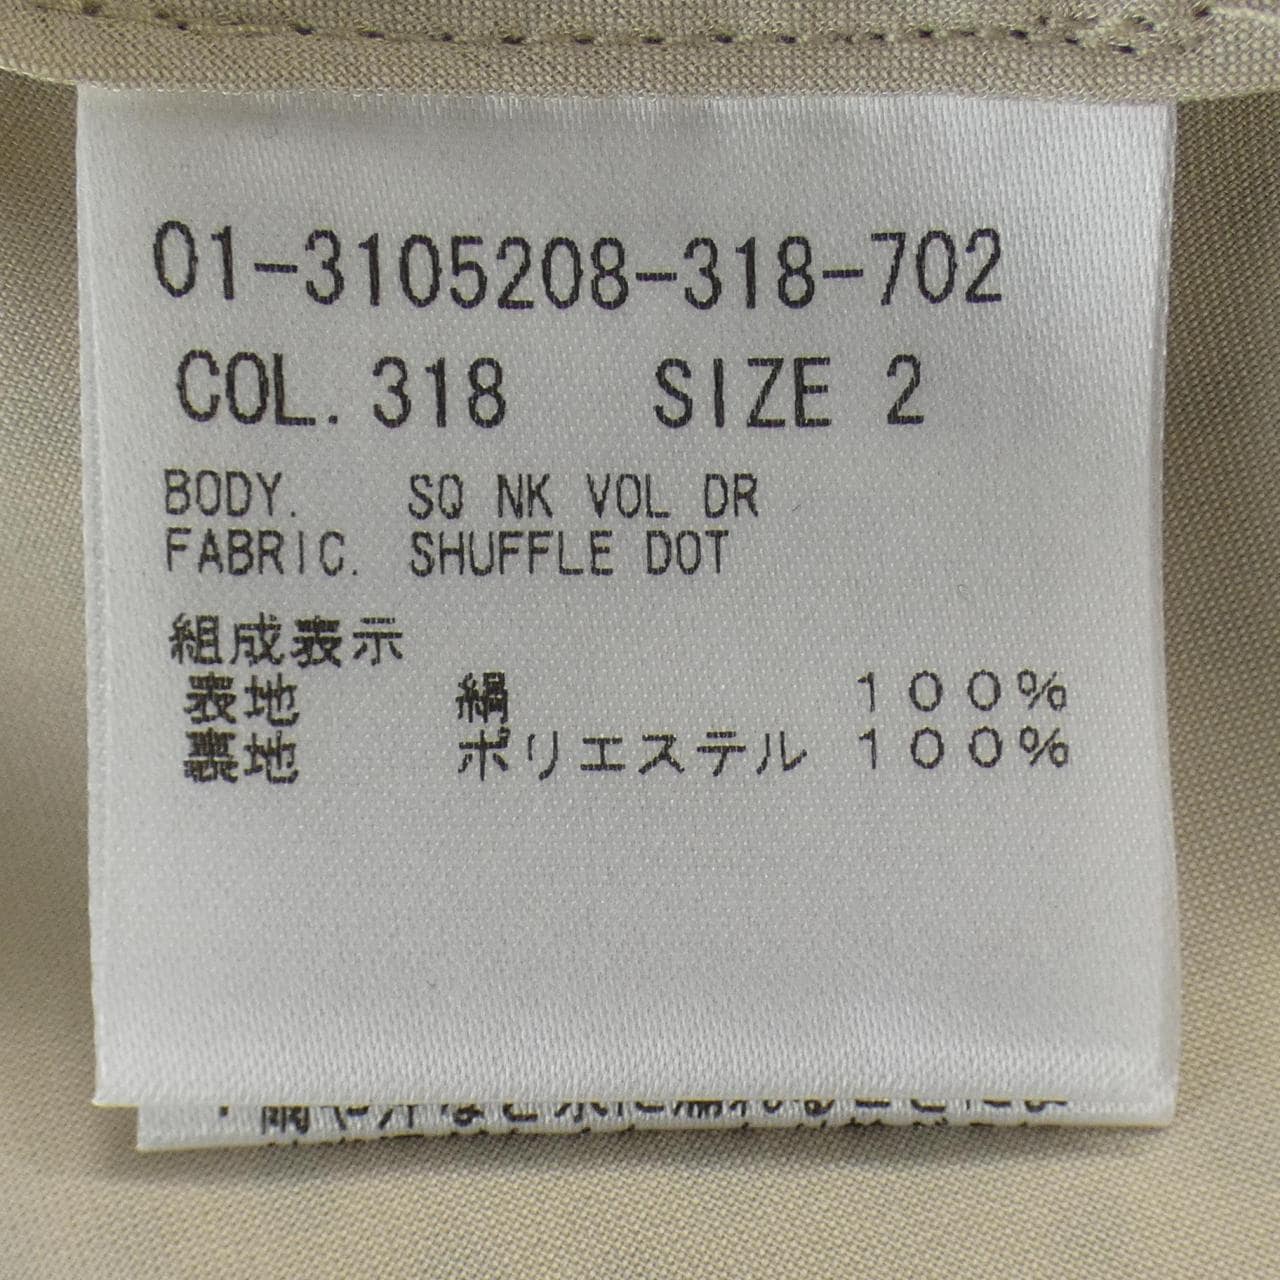 01-3105208-318-702
COL. 318 SIZE 2
BODY. SQ NK VOL DR
FABRIC. SHUFFLE DOT
組成表示
表地 絹 100%
裏地 ポリエステル 100%